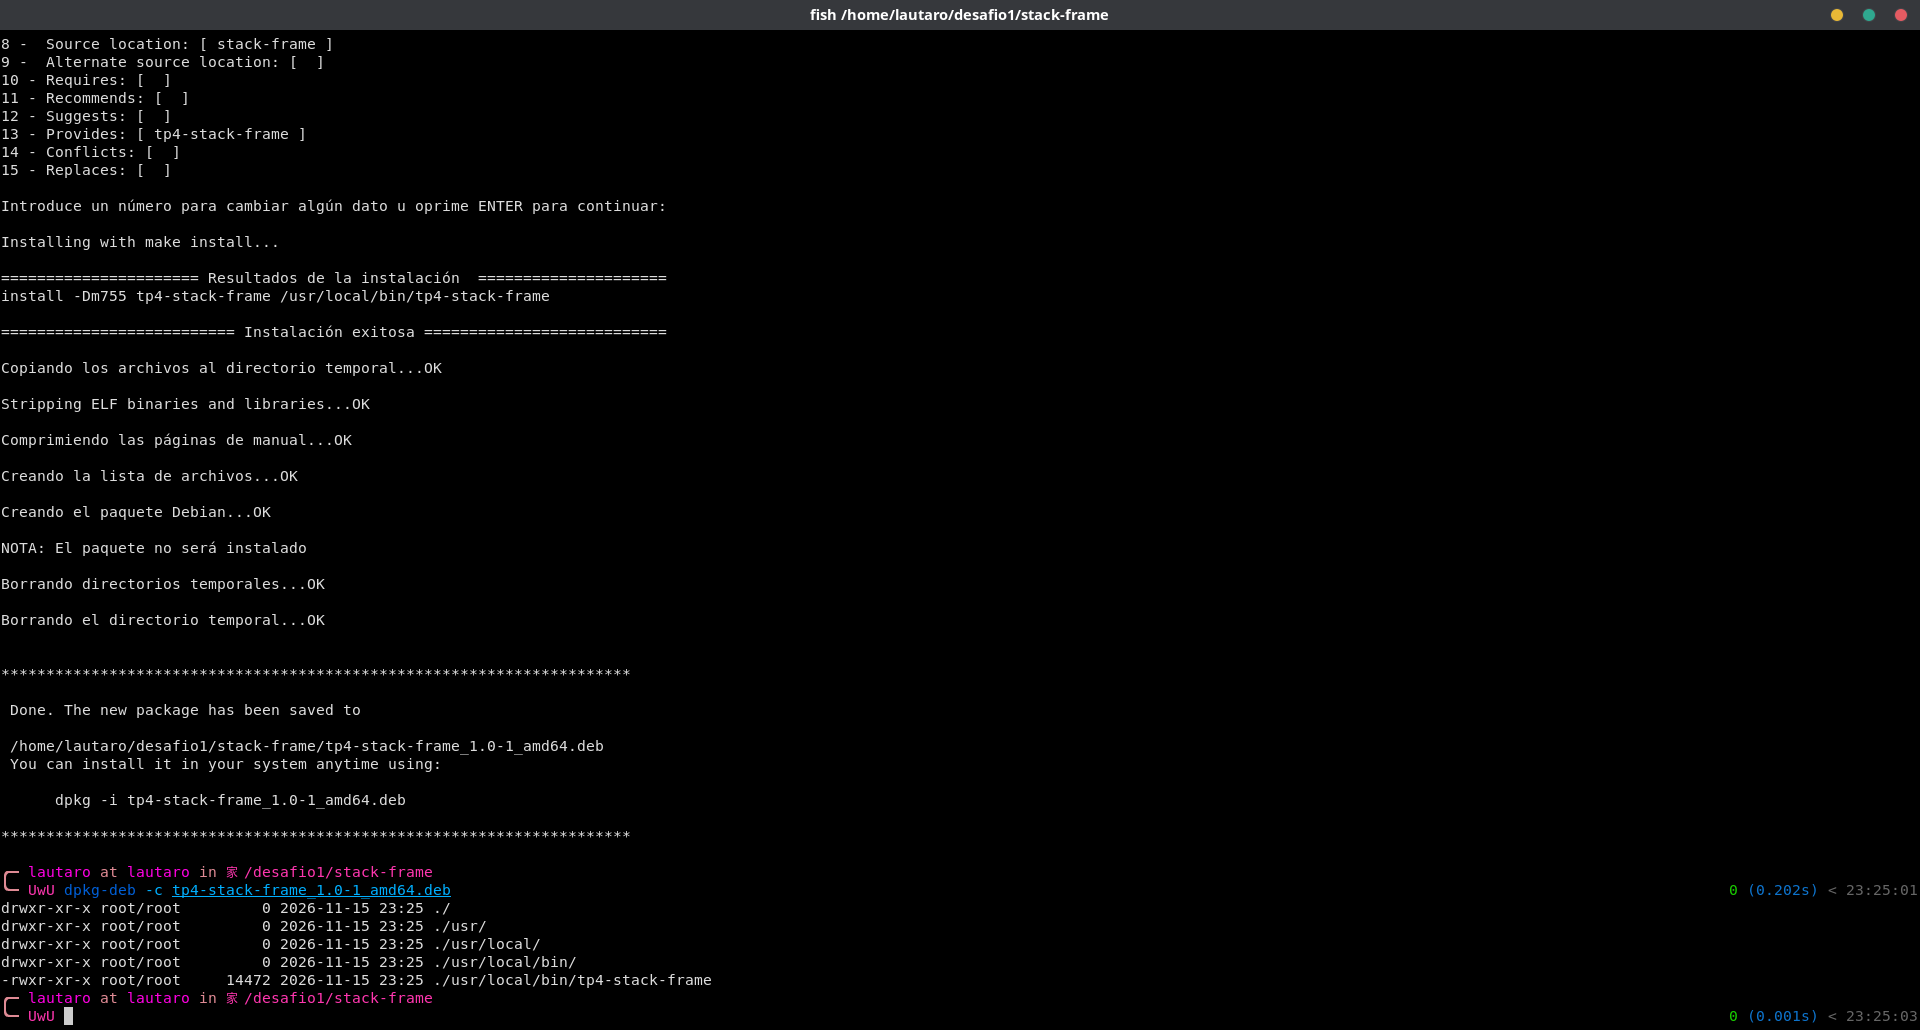 fish /home/lautaro/desafio1/stack-frame
8 -  Source location: [ stack-frame ]
9 -  Alternate source location: [  ]
10 - Requires: [  ]
11 - Recommends: [  ]
12 - Suggests: [  ]
13 - Provides: [ tp4-stack-frame ]
14 - Conflicts: [  ]
15 - Replaces: [  ]
Introduce un número para cambiar algún dato u oprime ENTER para continuar:
Installing with make install...
====================== Resultados de la instalación  =====================
install -Dm755 tp4-stack-frame /usr/local/bin/tp4-stack-frame
========================== Instalación exitosa ===========================
Copiando los archivos al directorio temporal...OK
Stripping ELF binaries and libraries...OK
Comprimiendo las páginas de manual...OK
Creando la lista de archivos...OK
Creando el paquete Debian...OK
NOTA: El paquete no será instalado
Borrando directorios temporales...OK
Borrando el directorio temporal...OK
**********************************************************************
Done. The new package has been saved to
/home/lautaro/desafio1/stack-frame/tp4-stack-frame_1.0-1_amd64.deb
You can install it in your system anytime using:
dpkg -i tp4-stack-frame_1.0-1_amd64.deb
**********************************************************************
lautaro at lautaro in 家 /desafio1/stack-frame
UwU dpkg-deb -c tp4-stack-frame_1.0-1_amd64.deb 0 (0.202s) < 23:25:01
drwxr-xr-x root/root         0 2026-11-15 23:25 ./
drwxr-xr-x root/root         0 2026-11-15 23:25 ./usr/
drwxr-xr-x root/root         0 2026-11-15 23:25 ./usr/local/
drwxr-xr-x root/root         0 2026-11-15 23:25 ./usr/local/bin/
-rwxr-xr-x root/root     14472 2026-11-15 23:25 ./usr/local/bin/tp4-stack-frame
lautaro at lautaro in 家 /desafio1/stack-frame
UwU 0 (0.001s) < 23:25:03